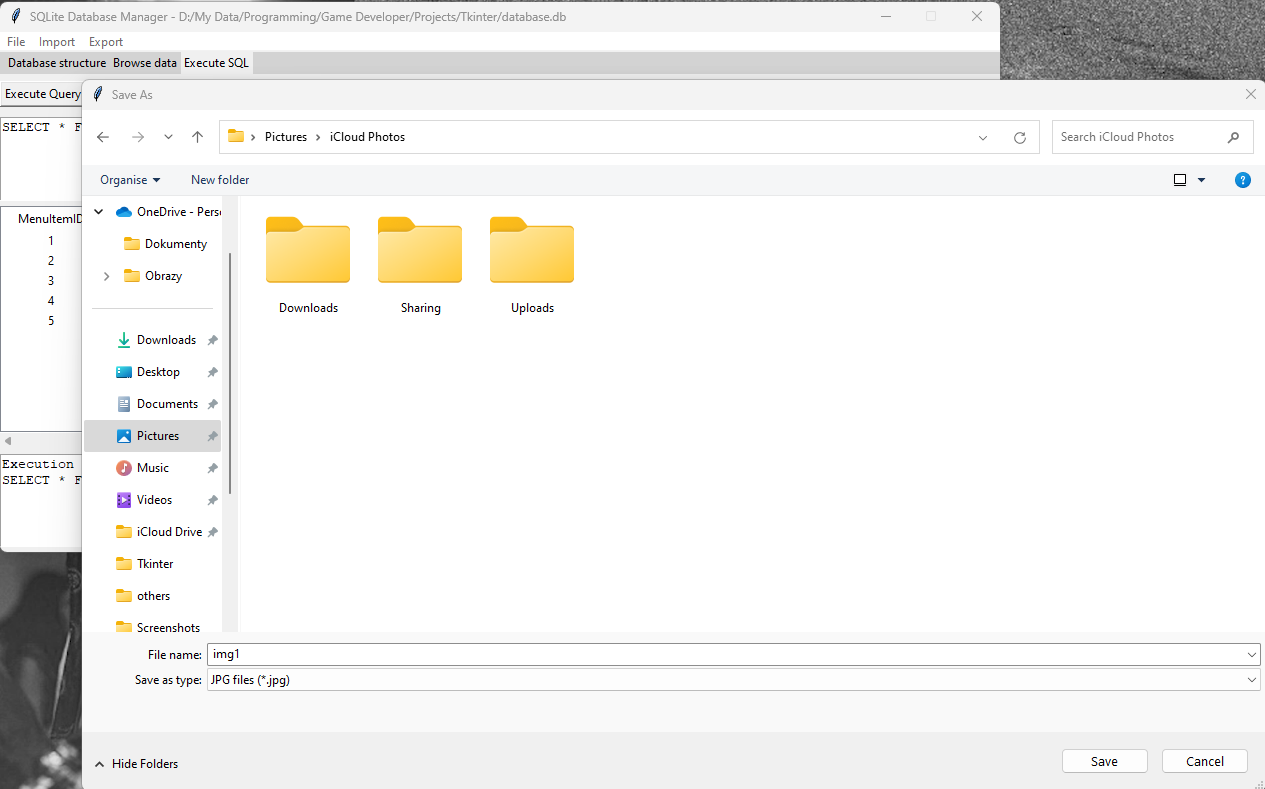 SQLite Database Manager - D:/My Data/Programming/Game Developer/Projects/Tkinter/database.db
File Import Export
Database structure Browse data Execute SQL
Execute Query
SELECT * F
MenuItemID
1
2
3
4
5
Execution
SELECT * F
Save As
Pictures iCloud Photos
Search iCloud Photos
Organise New folder
OneDrive - Pers
Dokumenty
Obrazy
Downloads
Desktop
Documents
Pictures
Music
Videos
iCloud Drive
Tkinter
others
Screenshots
Downloads Sharing Uploads
File name: img1
Save as type: JPG files (*.jpg)
Hide Folders
Save Cancel